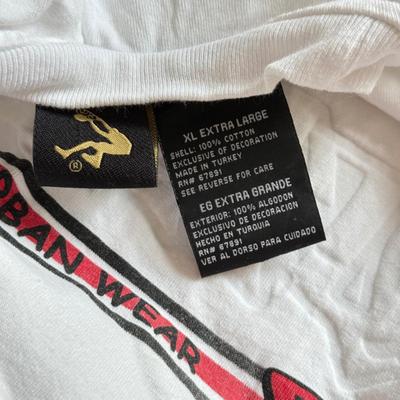 ®
XL EXTRA LARGE
SHELL: 100% COTTON
EXCLUSIVE OF DECORATION
MADE IN TURKEY
RN# 67891
SEE REVERSE FOR CARE
EG EXTRA GRANDE
EXTERIOR: 100% ALGODON
EXCLUSIVO DE DECORACION
HECHO EN TURQUIA
RN# 67891
VER AL DORSO PARA CUIDADO
OBAN WEAR